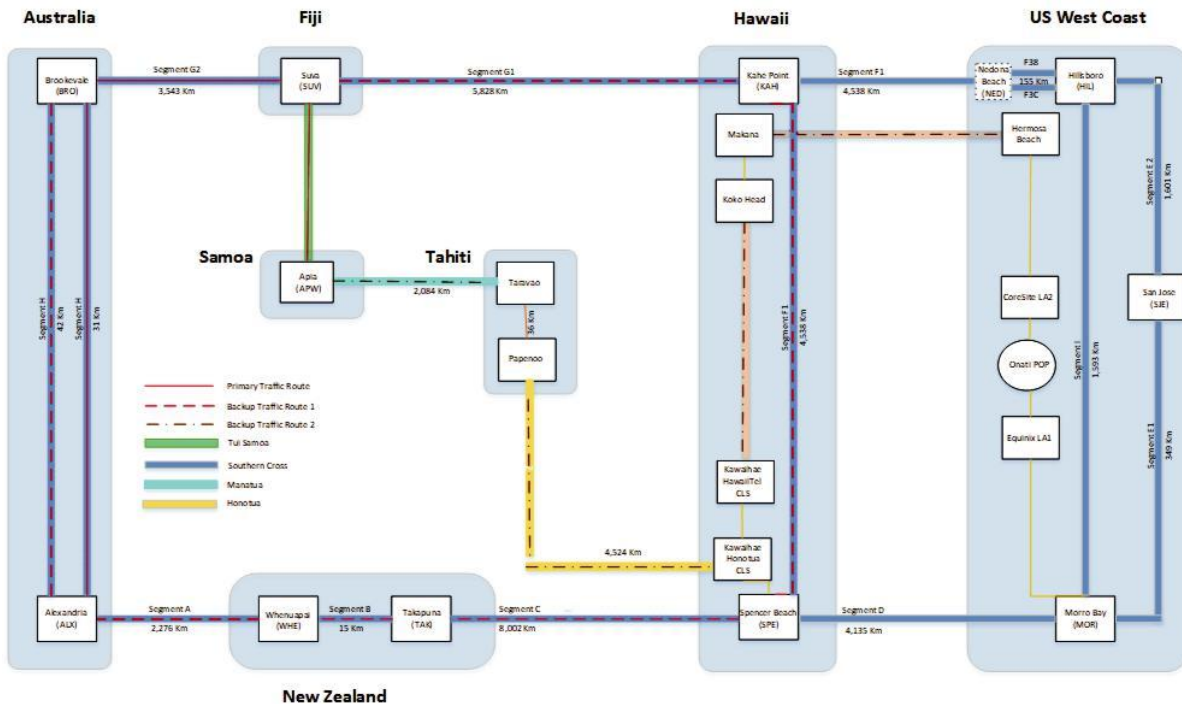 Australia
Fiji
Hawaii
US West Coast
Brookevale
(BRO)
Segment G2
3,543 Km
Suva
(SUV)
Segment G1
5,828 Km
Kahe Point
(KAH)
Segment F1
4,538 Km
Nedona
Beach
(NED)
F3B
155 Km
F3C
Hillsboro
(HIL)
Makana
Hermosa
Beach
Koko Head
Segment E2
1,601 Km
Samoa
Tahiti
Apia
(APW)
2,084 Km
Taravao
36 Km
Papenoo
Segment H
42 Km
Segment H
31 Km
Segment F1
4,538 Km
CoreSite LA2
San Jose
(SJE)
Onati POP
Segment I
1,593 Km
Equinix LA1
Segment E1
349 Km
Primary Traffic Route
Backup Traffic Route 1
Backup Traffic Route 2
Tui Samoa
Southern Cross
Manatua
Honotua
Kawaihae
HawaiiTel
CLS
4,524 Km
Kawaihae
Honotua
CLS
Alexandria
(ALX)
Segment A
2,276 Km
Whenuapai
(WHE)
Segment B
15 Km
Takapuna
(TAK)
Segment C
8,002 Km
Spencer Beach
(SPE)
Segment D
4,135 Km
Morro Bay
(MOR)
New Zealand